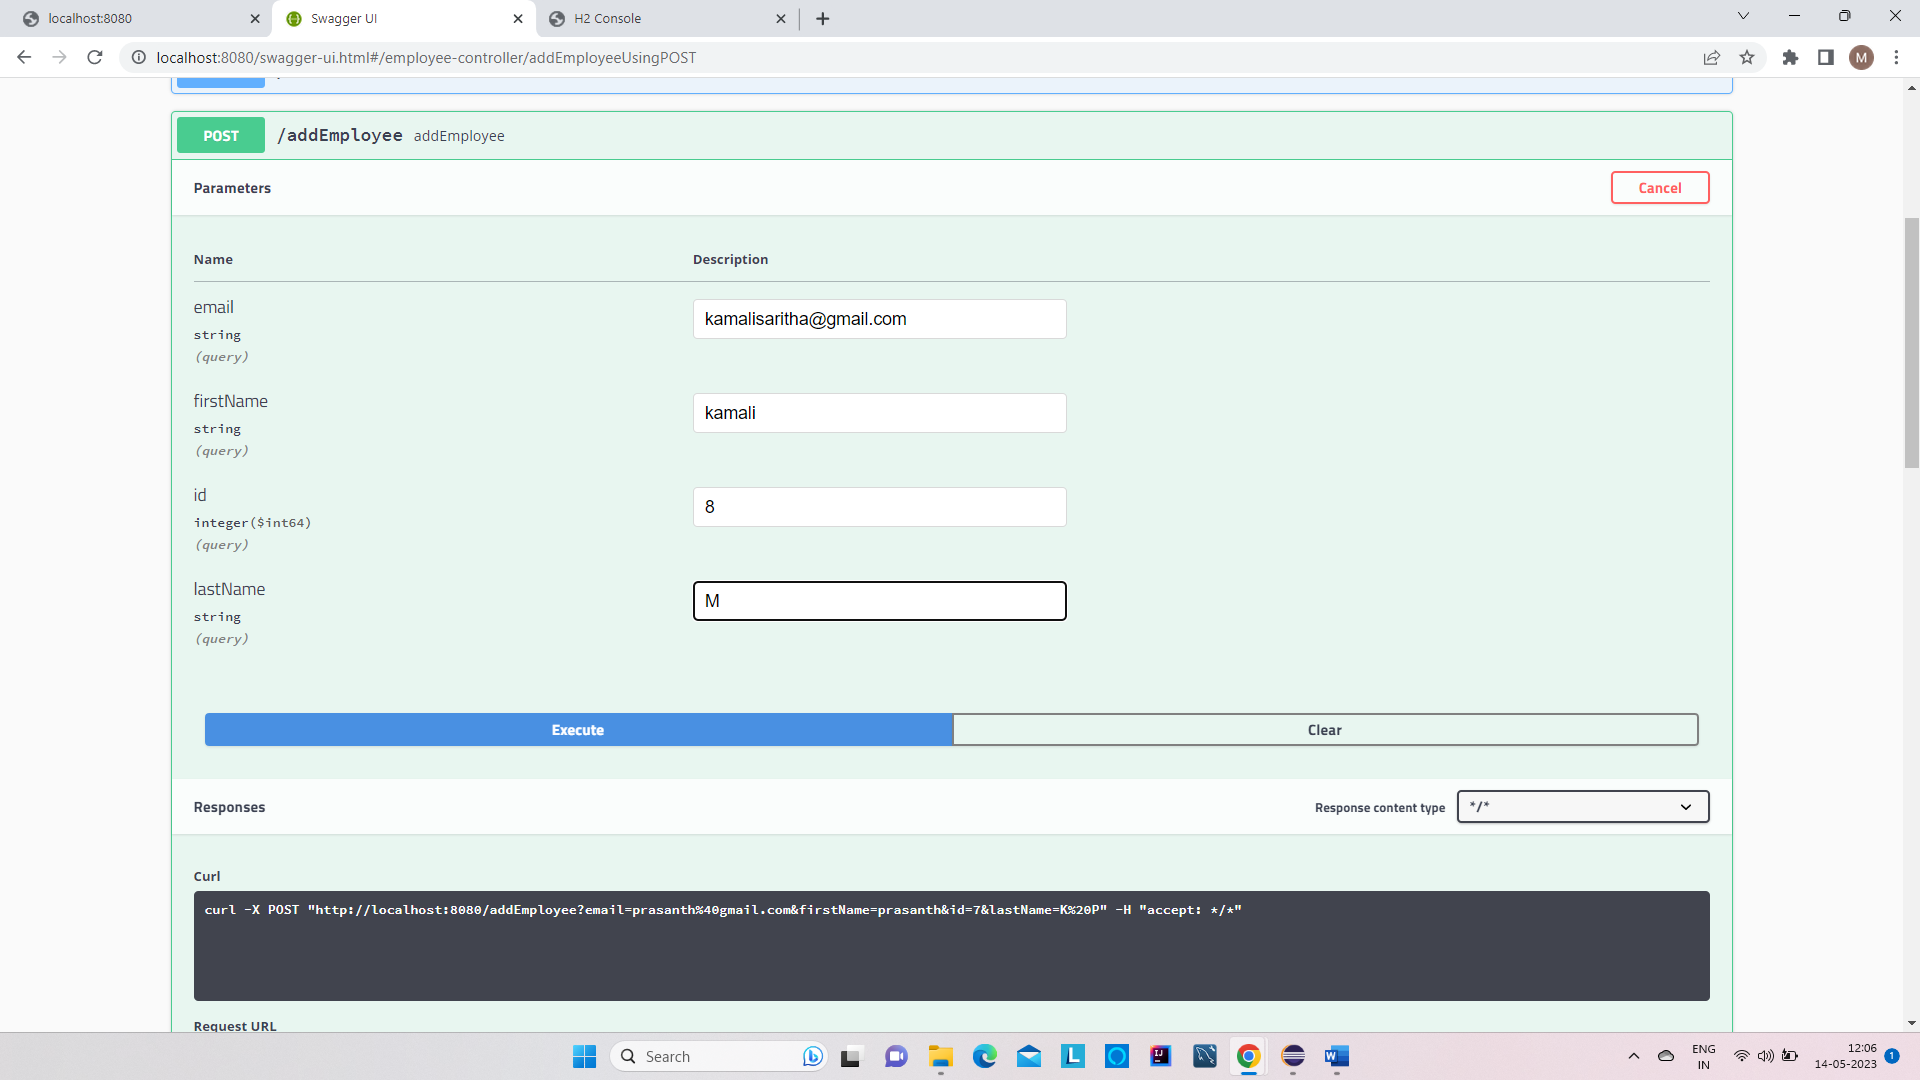 localhost:8080
Swagger UI
H2 Console
localhost:8080/swagger-ui.html#/employee-controller/addEmployeeUsingPOST
M
POST /addEmployee addEmployee
Parameters
Cancel
Name Description
email
string
(query)
kamalisaritha@gmail.com
firstName
string
(query)
kamali
id
integer($int64)
(query)
8
lastName
string
(query)
M
Execute
Clear
Responses
Response content type
*/*
Curl
curl -X POST "http://localhost:8080/addEmployee?email=prasanth%40gmail.com&firstName=prasanth&id=7&lastName=K%20P" -H "accept: */*"
Request URL
Search
L
IJ
W
ENG
IN
12:06
14-05-2023
1